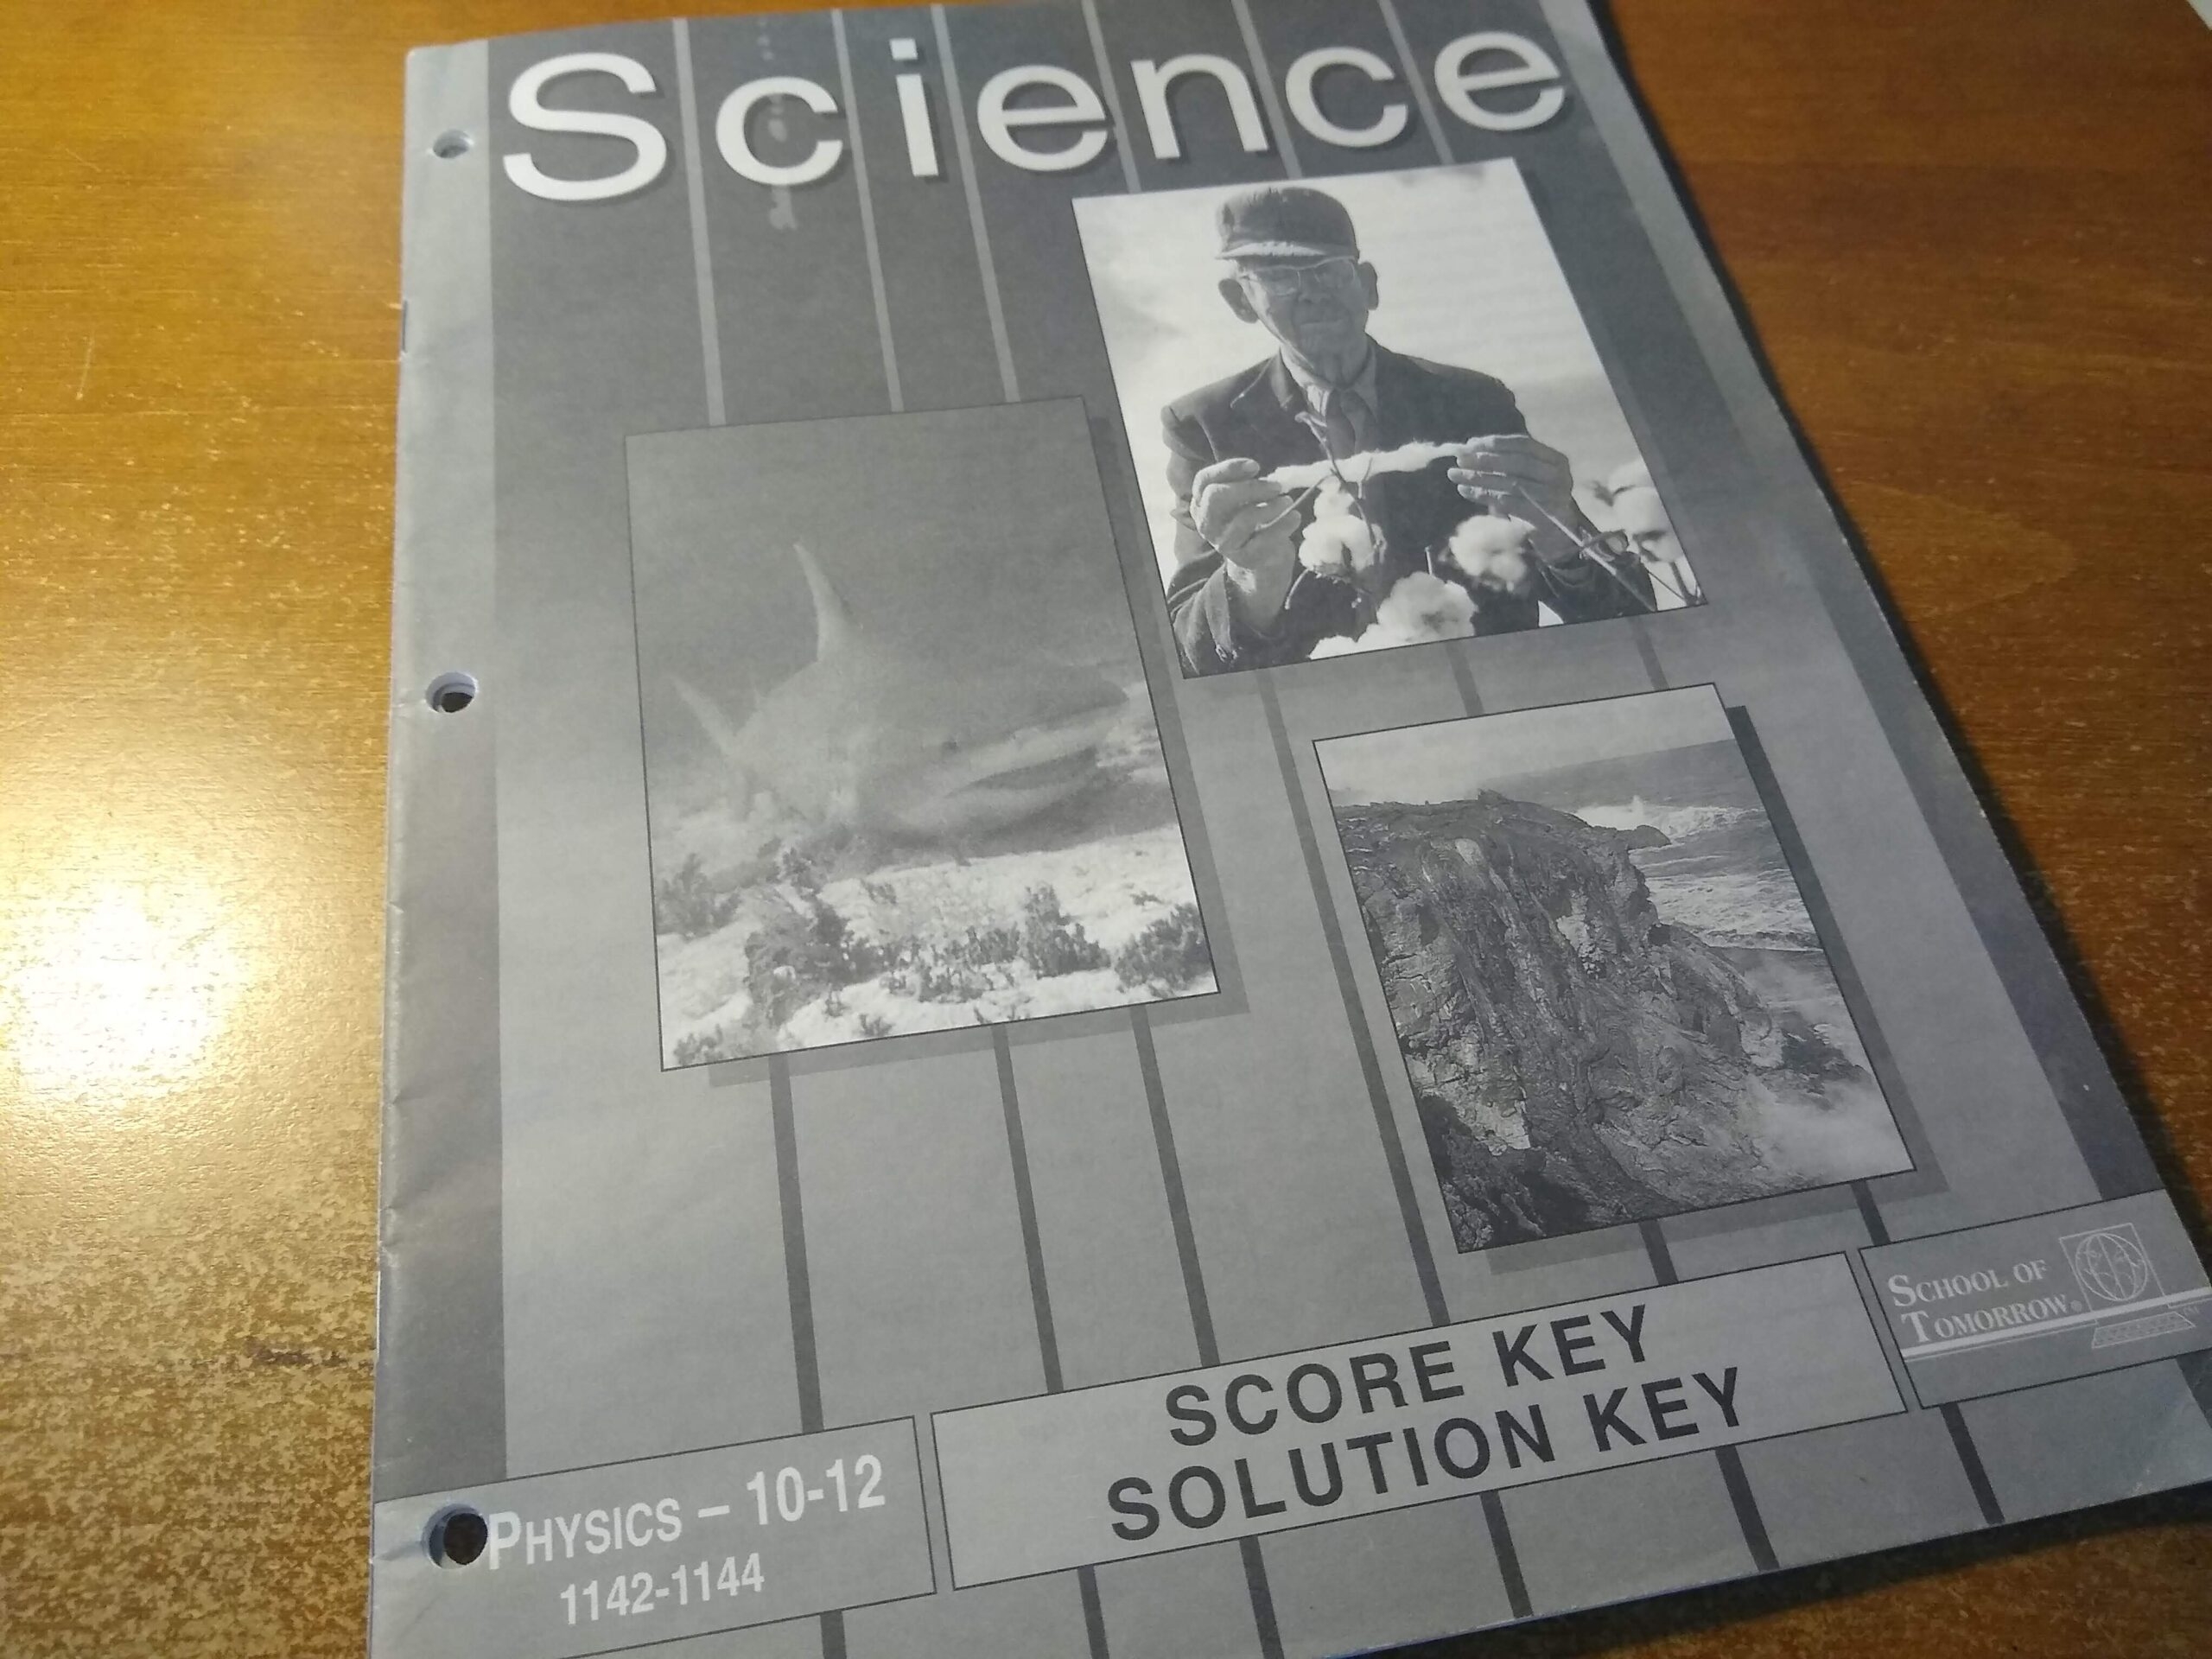 Science
SCORE KEY
SOLUTION KEY
SCHOOL OF
TOMORROW®
PHYSICS – 10-12
1142-1144